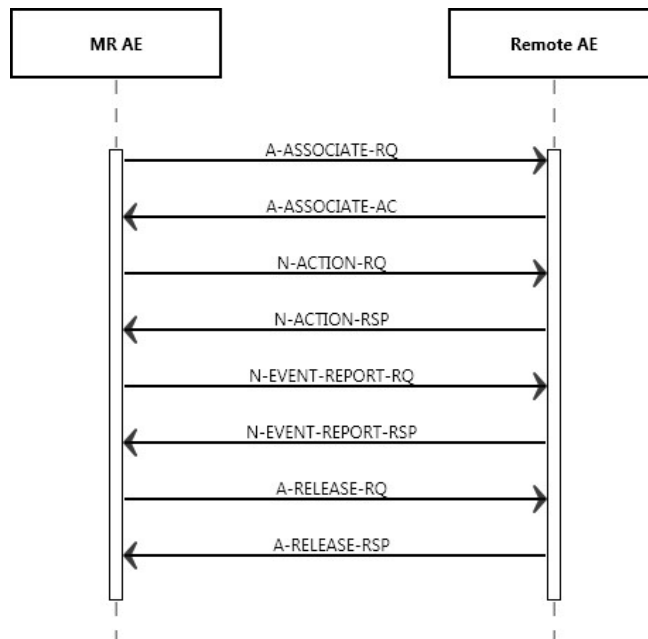 MR AE
Remote AE
A-ASSOCIATE-RQ
A-ASSOCIATE-AC
N-ACTION-RQ
N-ACTION-RSP
N-EVENT-REPORT-RQ
N-EVENT-REPORT-RSP
A-RELEASE-RQ
A-RELEASE-RSP